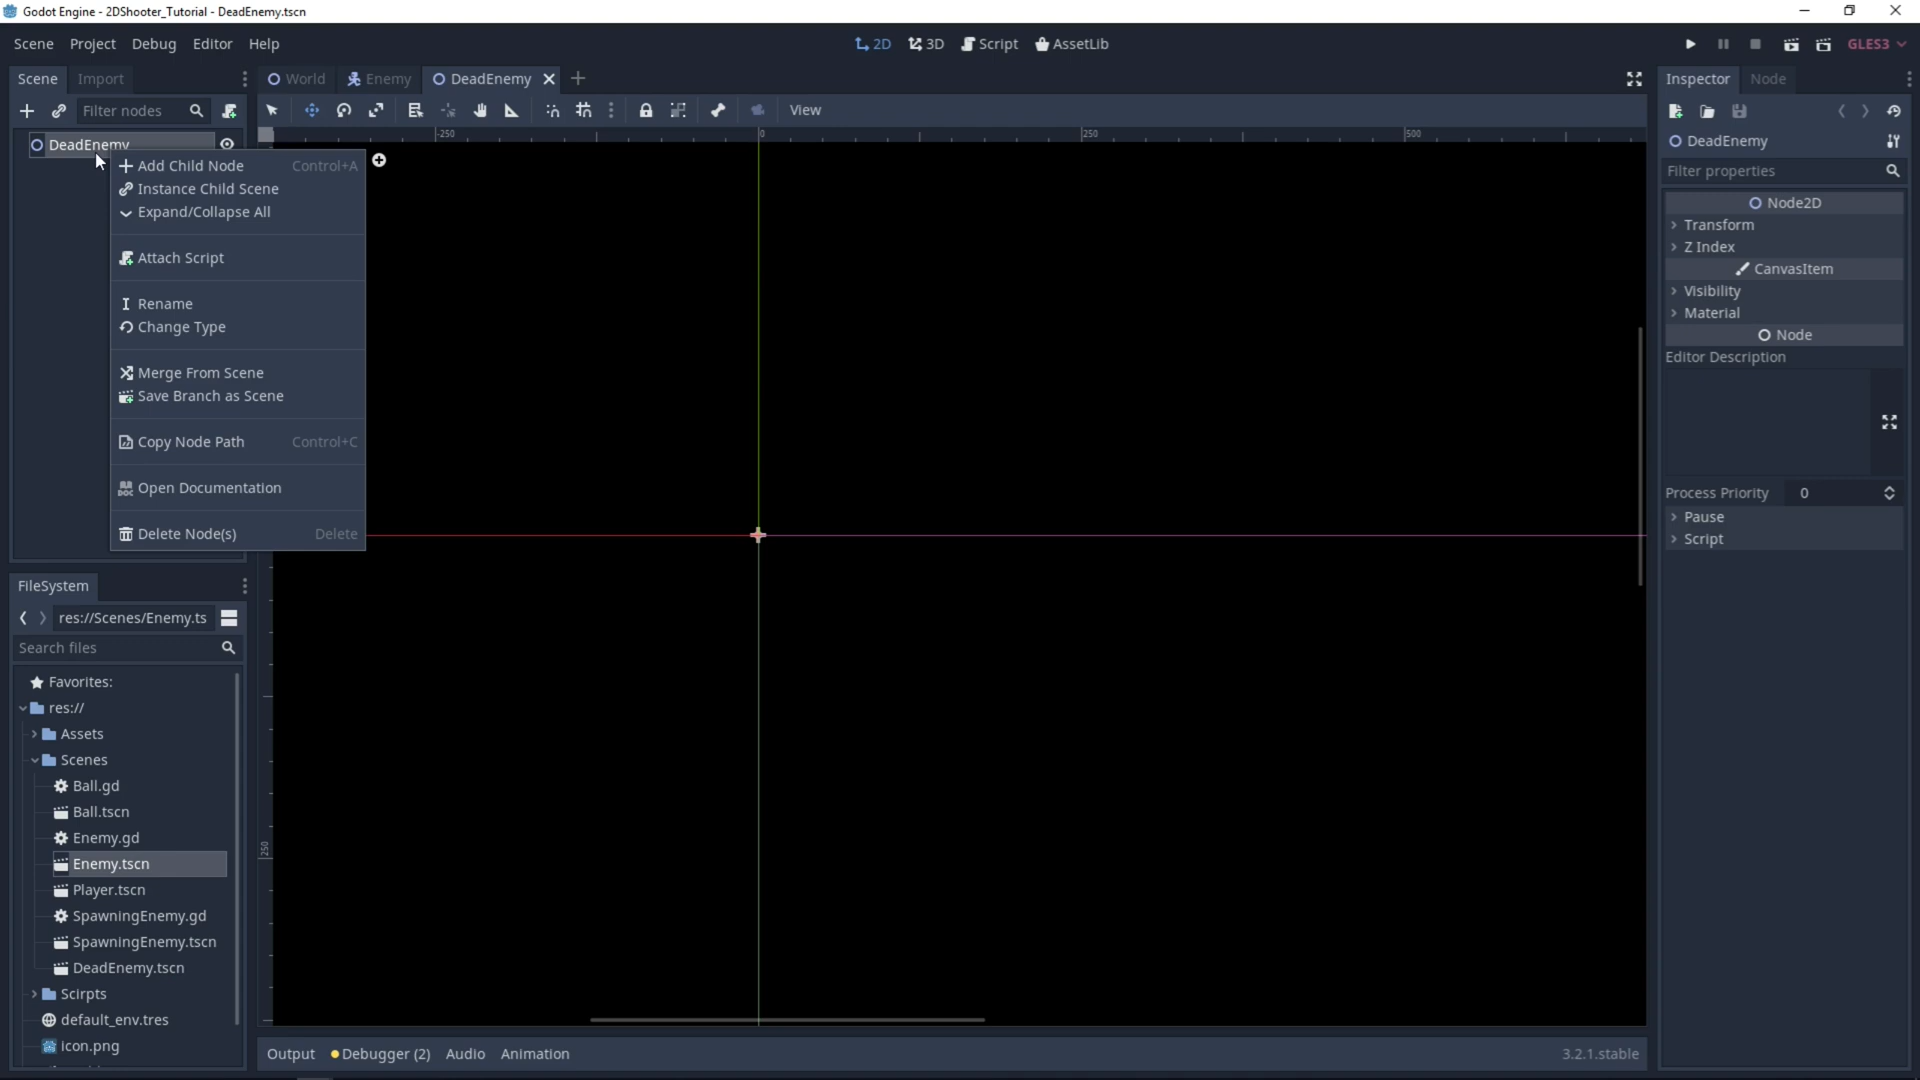 Godot Engine - 2DShooter_Tutorial - DeadEnemy.tscn
Scene Project Debug Editor Help
2D 3D Script AssetLib
GLES3
Scene Import
World Enemy DeadEnemy
Inspector Node
Filter nodes
View
-250 0 250 500
DeadEnemy
DeadEnemy
Filter properties
Add Child Node Control+A
Instance Child Scene
Expand/Collapse All
Attach Script
Rename
Change Type
Merge From Scene
Save Branch as Scene
Copy Node Path Control+C
Open Documentation
Delete Node(s) Delete
Node2D
Transform
Z Index
CanvasItem
Visibility
Material
Node
Editor Description
Process Priority 0
Pause
Script
FileSystem
res://Scenes/Enemy.ts
Search files
Favorites:
res://
Assets
Scenes
Ball.gd
Ball.tscn
Enemy.gd
Enemy.tscn
Player.tscn
SpawningEnemy.gd
SpawningEnemy.tscn
DeadEnemy.tscn
Scirpts
default_env.tres
icon.png
250
Output Debugger (2) Audio Animation
3.2.1.stable